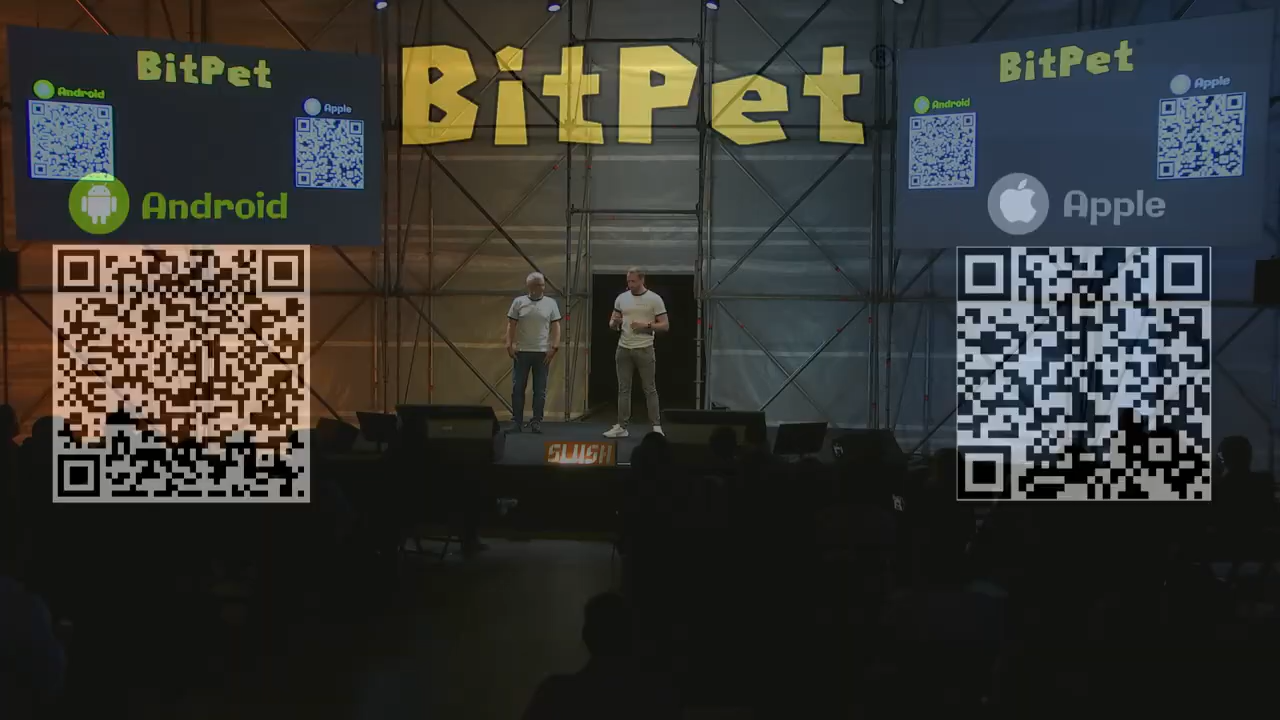 BitPet
Android
Apple
BitPet®
BitPet
Android
Apple
Android
Apple
SLUSH